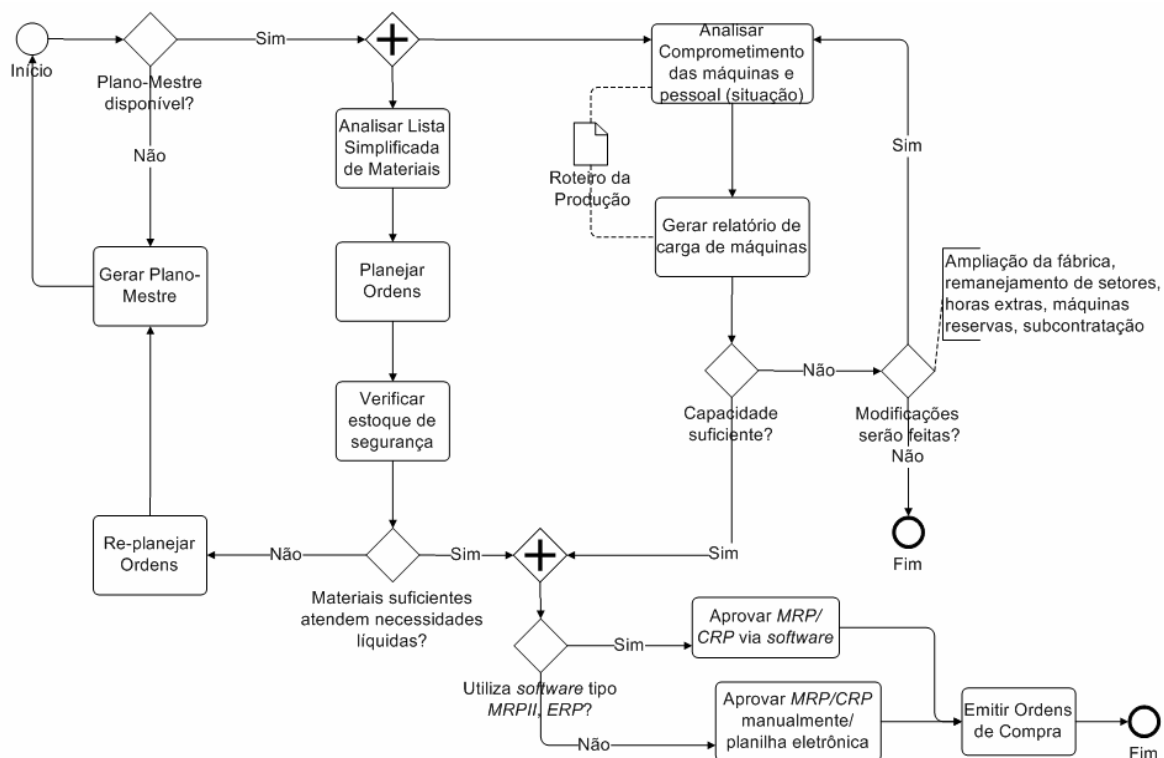 Início
Plano-Mestre
disponível?
Sim
Não
Gerar Plano-
Mestre
Re-planejar
Ordens
Analisar Lista
Simplificada
de Materiais
Planejar
Ordens
Verificar
estoque de
segurança
Não
Sim
Materiais suficientes
atendem necessidades
líquidas?
Analisar
Comprometimento
das máquinas e
pessoal (situação)
Roteiro da
Produção
Gerar relatório de
carga de máquinas
Capacidade
suficiente?
Não
Sim
Modificações
serão feitas?
Sim
Não
Fim
Ampliação da fábrica,
remanejamento de setores,
horas extras, máquinas
reservas, subcontratação
Utiliza software tipo
MRPII, ERP?
Sim
Não
Aprovar MRP/
CRP via software
Aprovar MRP/CRP
manualmente/
planilha eletrônica
Emitir Ordens
de Compra
Fim